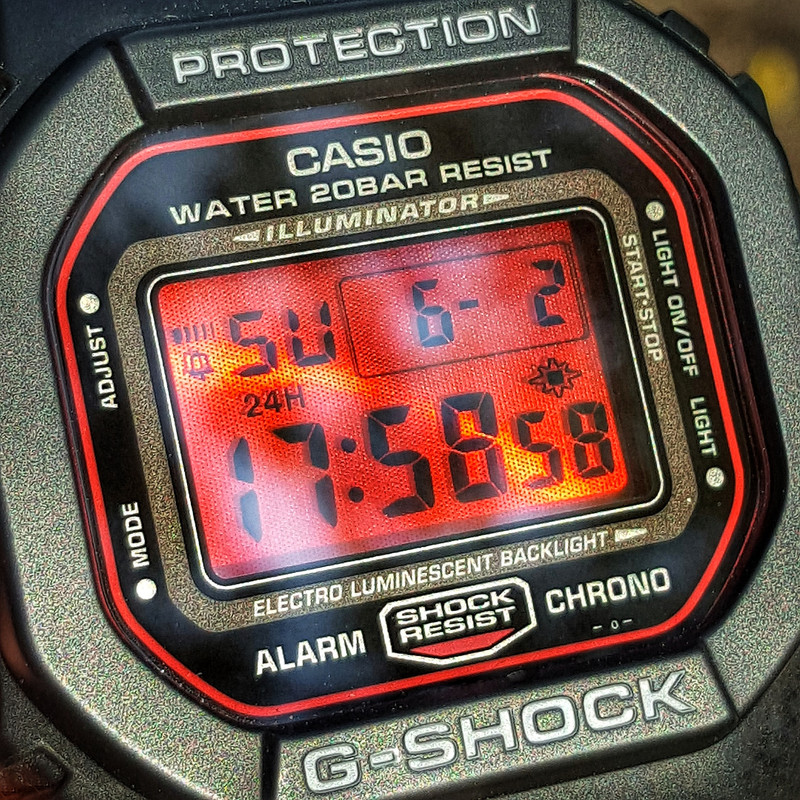 PROTECTION
CASIO
WATER 20BAR RESIST
ILLUMINATOR
ADJUST
LIGHT ON/OFF
START·STOP
SU 6- 2
24H
17:58 58
LIGHT
MODE
ELECTRO LUMINESCENT BACKLIGHT
ALARM
SHOCK
RESIST
CHRONO
-0-
G-SHOCK